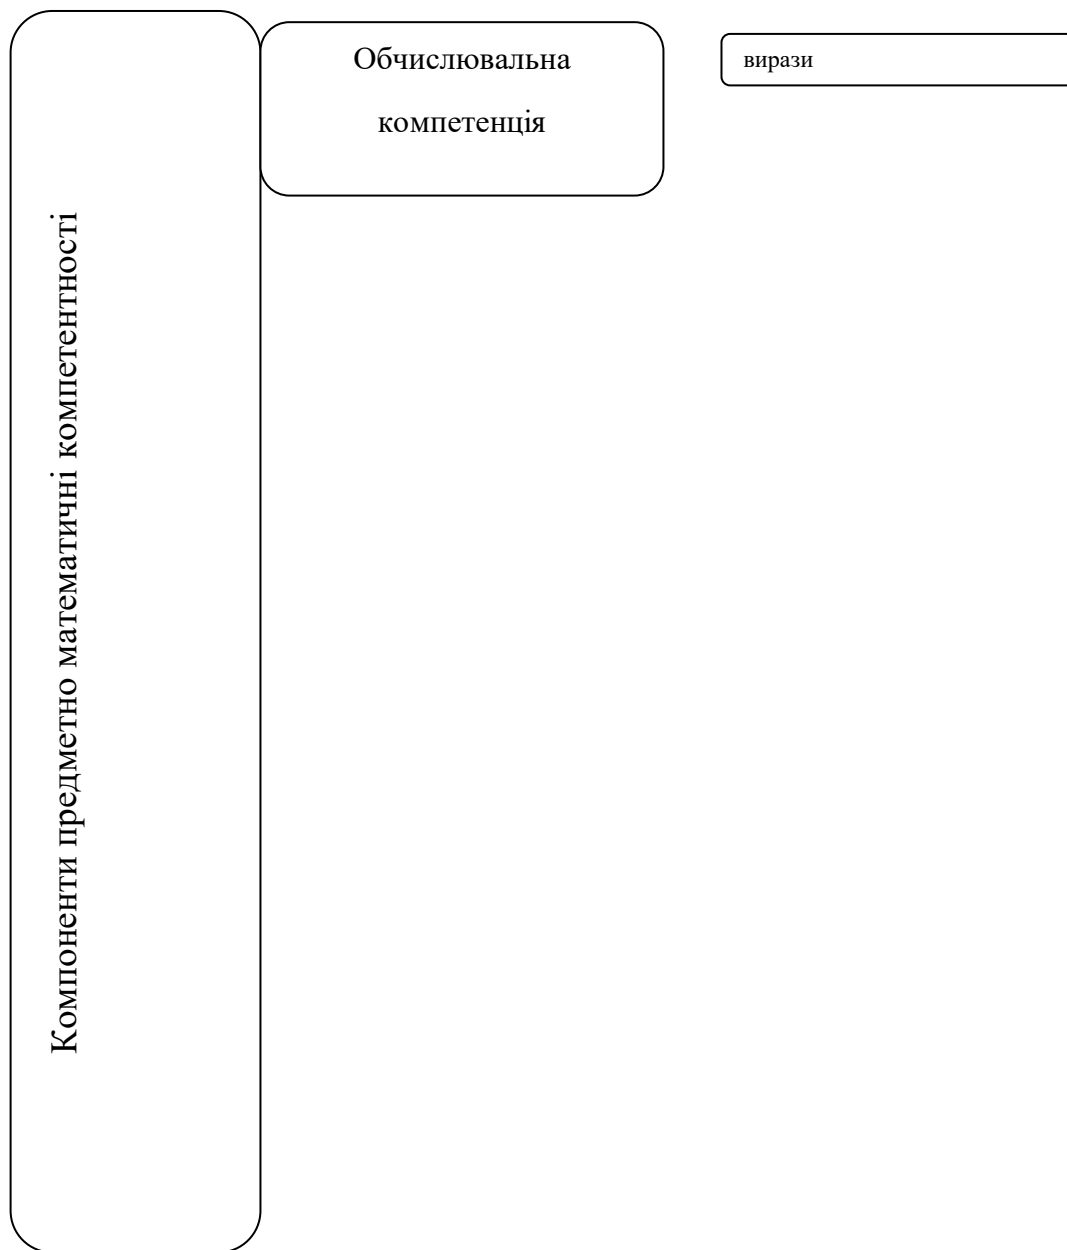 Компоненти предметно математичні компетентності
Обчислювальна
компетенція
вирази